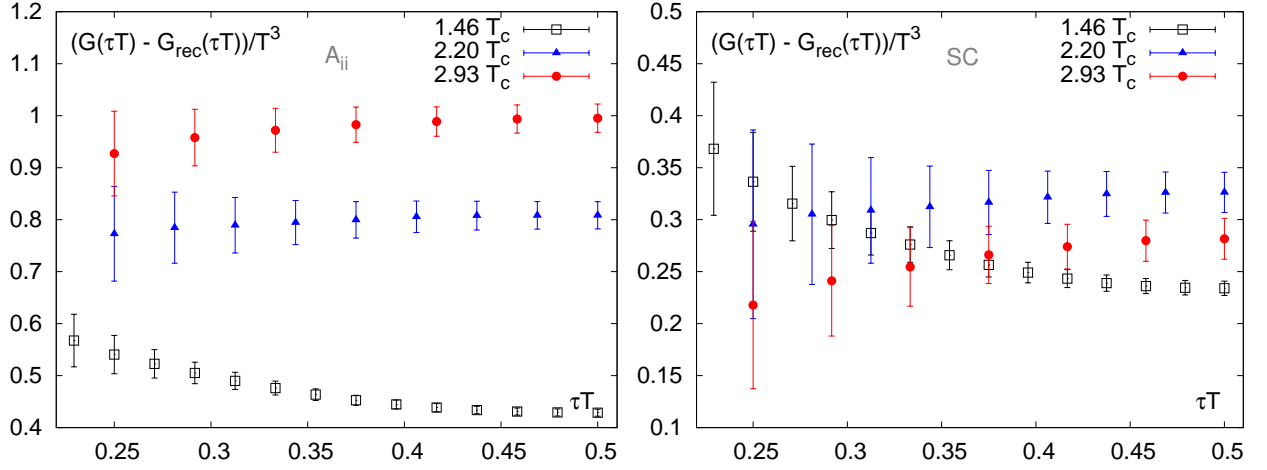 (G(τT) - G_rec(τT))/T^3
A_ii
1.46 T_c
2.20 T_c
2.93 T_c
1.2
1.1
1
0.9
0.8
0.7
0.6
0.5
0.4
τT
0.25 0.3 0.35 0.4 0.45 0.5
(G(τT) - G_rec(τT))/T^3
SC
1.46 T_c
2.20 T_c
2.93 T_c
0.5
0.45
0.4
0.35
0.3
0.25
0.2
0.15
0.1
τT
0.25 0.3 0.35 0.4 0.45 0.5